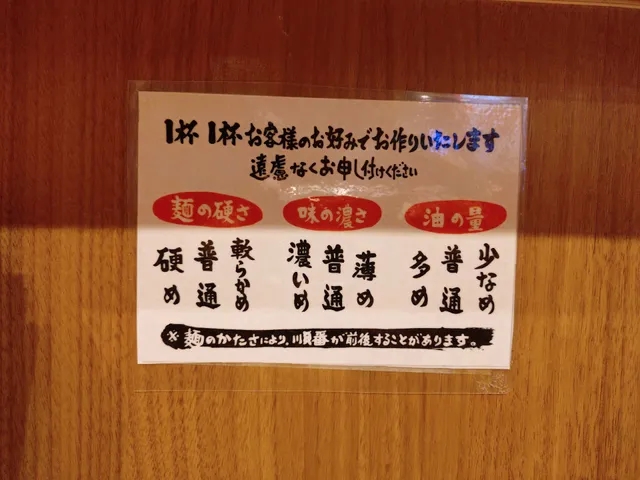 1杯1杯お客様のお好みでお作りいたします
遠慮なくお申し付けください
麺の硬さ
軟らかめ
普通
硬め
味の濃さ
薄め
普通
濃いめ
油の量
少なめ
普通
多め
※麺のかたさにより、順番が前後することがあります。